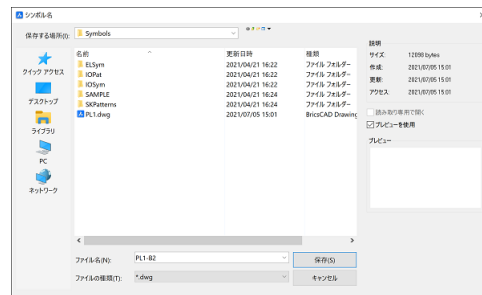 シンボル名
保存する場所(I): Symbols
名前 更新日時 種類
ELSym 2021/04/21 16:22 ファイル フォルダー
IOPat 2021/04/21 16:22 ファイル フォルダー
IOSym 2021/04/21 16:22 ファイル フォルダー
SAMPLE 2021/04/21 16:24 ファイル フォルダー
SKPatterns 2021/04/21 16:24 ファイル フォルダー
PL1.dwg 2021/07/05 15:01 BricsCAD Drawing
クイック アクセス
デスクトップ
ライブラリ
PC
ネットワーク
説明
サイズ: 12898 bytes
作成: 2021/07/05 15:01
更新: 2021/07/05 15:01
アクセス: 2021/07/05 15:01
読み取り専用で開く
プレビューを使用
プレビュー
ファイル名(N): PL1-B2 保存(S)
ファイルの種類(T): *.dwg キャンセル